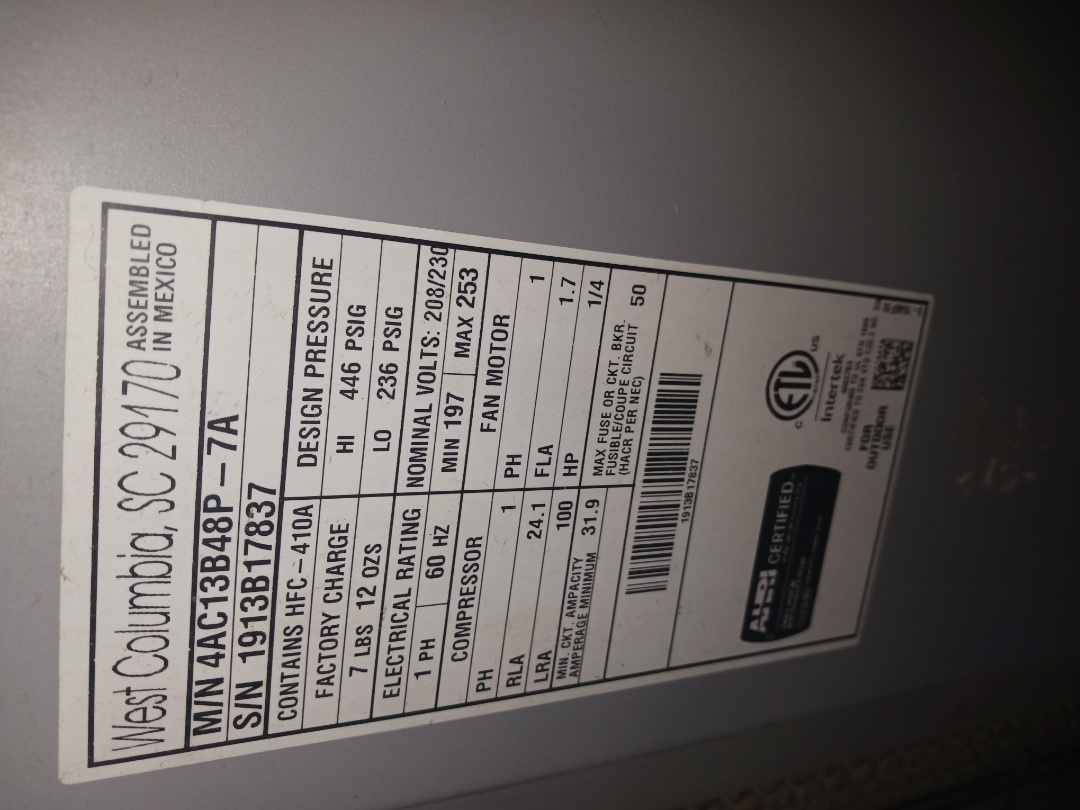 West Columbia, SC 29170 ASSEMBLED IN MEXICO
M/N 4AC13B48P-7A
S/N 1913B17837
CONTAINS HFC-410A
FACTORY CHARGE
7 LBS 12 OZS
DESIGN PRESSURE
HI 446 PSIG
LO 236 PSIG
ELECTRICAL RATING
1 PH 60 HZ
NOMINAL VOLTS: 208/230
MIN 197 MAX 253
COMPRESSOR
PH 1
RLA 24.1
LRA 100
MIN. CKT. AMPACITY
AMPERAGE MINIMUM 31.9
FAN MOTOR
PH 1
FLA 1.7
HP 1/4
MAX FUSE OR CKT. BKR.
FUSIBLE/COUPE CIRCUIT 50
(HACR PER NEC)
1913B17837
AHRI CERTIFIED
C ETL US
Intertek
FOR
OUTDOOR
USE